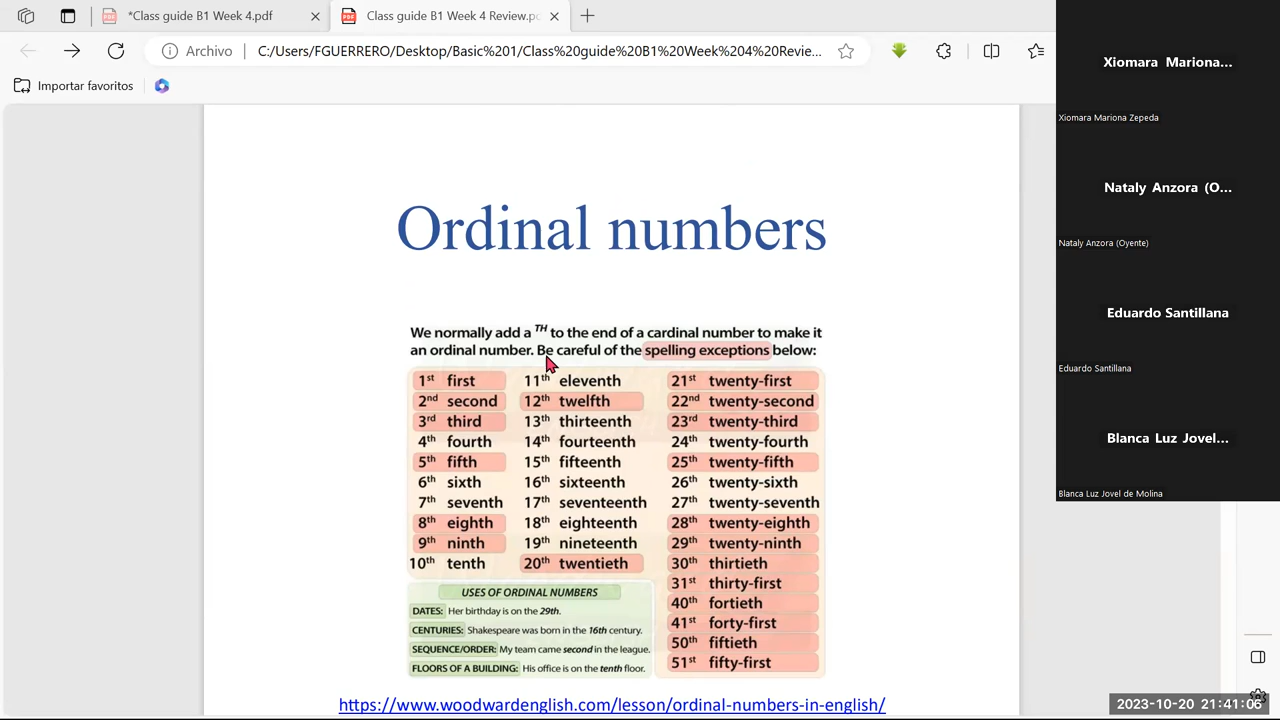 *Class guide B1 Week 4.pdf
Class guide B1 Week 4 Review.pd
Archivo
C:/Users/FGUERRERO/Desktop/Basic%201/Class%20guide%20B1%20Week%204%20Revie...
Importar favoritos
Ordinal numbers
We normally add a TH to the end of a cardinal number to make it
an ordinal number. Be careful of the spelling exceptions below:
1st first
2nd second
3rd third
4th fourth
5th fifth
6th sixth
7th seventh
8th eighth
9th ninth
10th tenth
11th eleventh
12th twelfth
13th thirteenth
14th fourteenth
15th fifteenth
16th sixteenth
17th seventeenth
18th eighteenth
19th nineteenth
20th twentieth
21st twenty-first
22nd twenty-second
23rd twenty-third
24th twenty-fourth
25th twenty-fifth
26th twenty-sixth
27th twenty-seventh
28th twenty-eighth
29th twenty-ninth
30th thirtieth
31st thirty-first
40th fortieth
41st forty-first
50th fiftieth
51st fifty-first
USES OF ORDINAL NUMBERS
DATES: Her birthday is on the 29th.
CENTURIES: Shakespeare was born in the 16th century.
SEQUENCE/ORDER: My team came second in the league.
FLOORS OF A BUILDING: His office is on the tenth floor.
https://www.woodwardenglish.com/lesson/ordinal-numbers-in-english/
Xiomara Mariona...
Xiomara Mariona Zepeda
Nataly Anzora (O...
Nataly Anzora (Oyente)
Eduardo Santillana
Eduardo Santillana
Blanca Luz Jovel...
Blanca Luz Jovel de Molina
2023-10-20 21:41:06